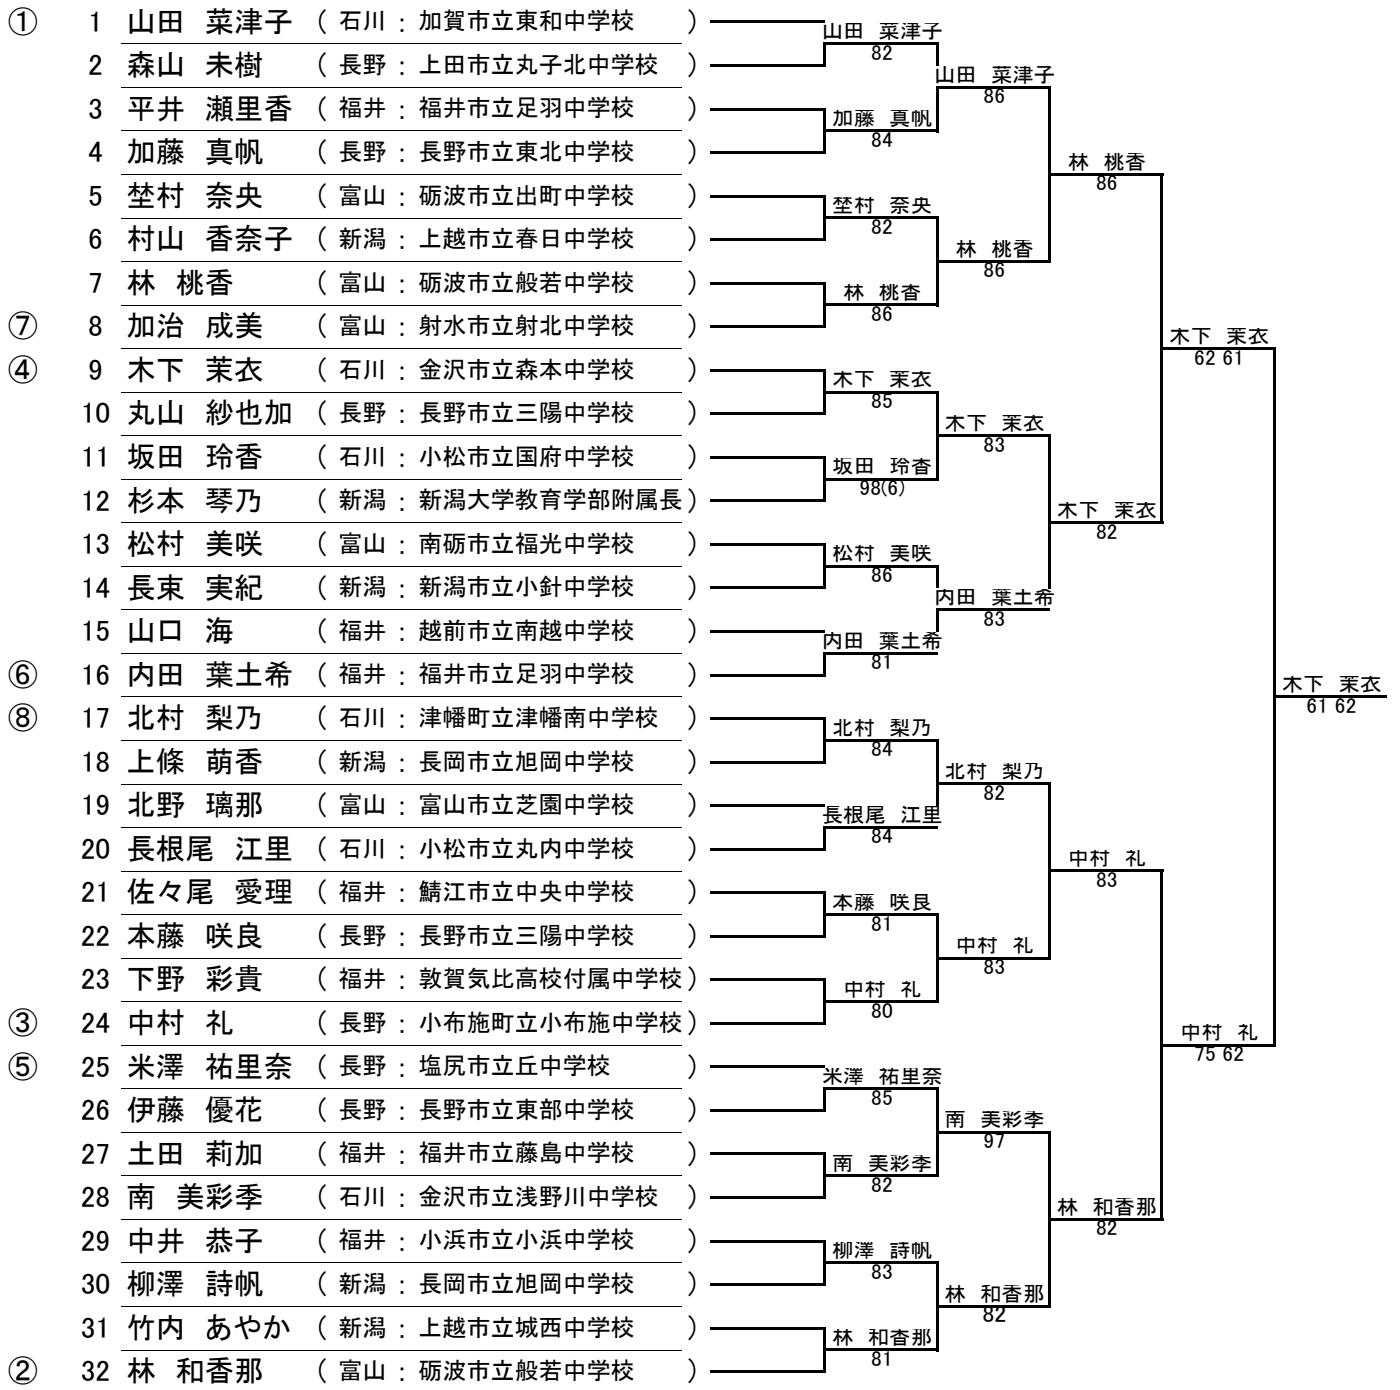 ① 1 山田 菜津子 ( 石川 : 加賀市立東和中学校 )
山田 菜津子
82
2 森山 未樹 ( 長野 : 上田市立丸子北中学校 )
山田 菜津子
86
3 平井 瀬里香 ( 福井 : 福井市立足羽中学校 )
加藤 真帆
84
4 加藤 真帆 ( 長野 : 長野市立東北中学校 )
林 桃香
86
5 埜村 奈央 ( 富山 : 砺波市立出町中学校 )
埜村 奈央
82
6 村山 香奈子 ( 新潟 : 上越市立春日中学校 )
林 桃香
86
7 林 桃香 ( 富山 : 砺波市立般若中学校 )
林 桃香
86
⑦ 8 加治 成美 ( 富山 : 射水市立射北中学校 )
木下 茉衣
62 61
④ 9 木下 茉衣 ( 石川 : 金沢市立森本中学校 )
木下 茉衣
85
10 丸山 紗也加 ( 長野 : 長野市立三陽中学校 )
木下 茉衣
83
11 坂田 玲香 ( 石川 : 小松市立国府中学校 )
坂田 玲香
98(6)
12 杉本 琴乃 ( 新潟 : 新潟大学教育学部附属長 )
木下 茉衣
82
13 松村 美咲 ( 富山 : 南砺市立福光中学校 )
松村 美咲
86
14 長束 実紀 ( 新潟 : 新潟市立小針中学校 )
内田 葉土希
83
15 山口 海 ( 福井 : 越前市立南越中学校 )
内田 葉土希
81
⑥ 16 内田 葉土希 ( 福井 : 福井市立足羽中学校 )
木下 茉衣
61 62
⑧ 17 北村 梨乃 ( 石川 : 津幡町立津幡南中学校 )
北村 梨乃
84
18 上條 萌香 ( 新潟 : 長岡市立旭岡中学校 )
北村 梨乃
82
19 北野 璃那 ( 富山 : 富山市立芝園中学校 )
長根尾 江里
84
20 長根尾 江里 ( 石川 : 小松市立丸内中学校 )
中村 礼
83
21 佐々尾 愛理 ( 福井 : 鯖江市立中央中学校 )
本藤 咲良
81
22 本藤 咲良 ( 長野 : 長野市立三陽中学校 )
中村 礼
83
23 下野 彩貴 ( 福井 : 敦賀気比高校付属中学校 )
中村 礼
80
③ 24 中村 礼 ( 長野 : 小布施町立小布施中学校 )
中村 礼
75 62
⑤ 25 米澤 祐里奈 ( 長野 : 塩尻市立丘中学校 )
米澤 祐里奈
85
26 伊藤 優花 ( 長野 : 長野市立東部中学校 )
南 美彩季
97
27 土田 莉加 ( 福井 : 福井市立藤島中学校 )
南 美彩季
82
28 南 美彩季 ( 石川 : 金沢市立浅野川中学校 )
林 和香那
82
29 中井 恭子 ( 福井 : 小浜市立小浜中学校 )
柳澤 詩帆
83
30 柳澤 詩帆 ( 新潟 : 長岡市立旭岡中学校 )
林 和香那
82
31 竹内 あやか ( 新潟 : 上越市立城西中学校 )
林 和香那
81
② 32 林 和香那 ( 富山 : 砺波市立般若中学校 )